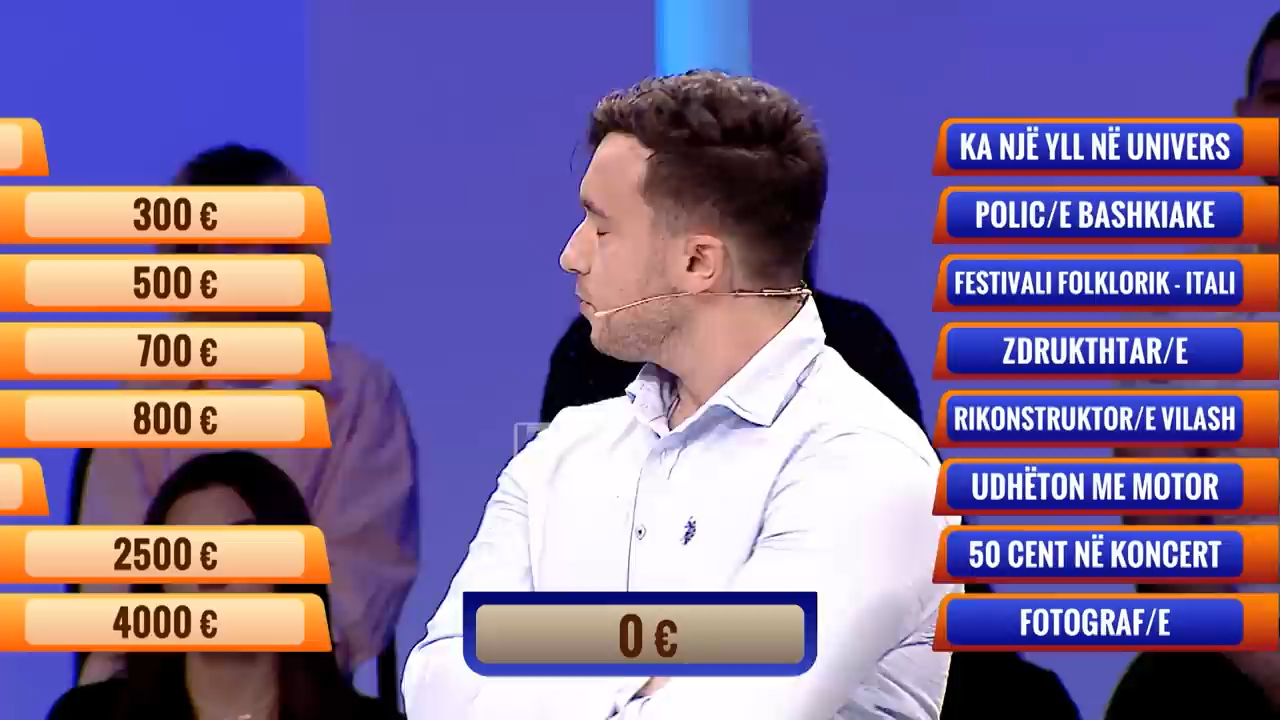 300 €
500 €
700 €
800 €
2500 €
4000 €
0 €
KA NJË YLL NË UNIVERS
POLIC/E BASHKIAKE
FESTIVALI FOLKLORIK - ITALI
ZDRUKTHTAR/E
RIKONSTRUKTOR/E VILASH
UDHËTON ME MOTOR
50 CENT NË KONCERT
FOTOGRAF/E